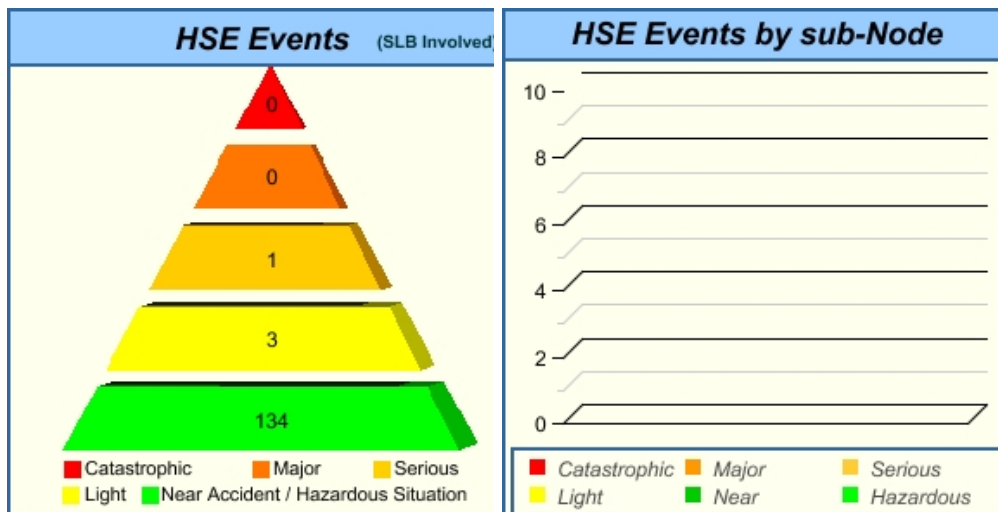 HSE Events (SLB Involved)
0
0
1
3
134
Catastrophic Major Serious
Light Near Accident / Hazardous Situation
HSE Events by sub-Node
10
8
6
4
2
0
Catastrophic Major Serious
Light Near Hazardous